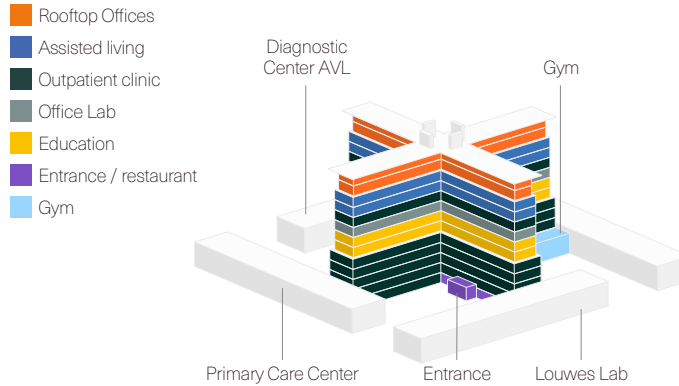 Rooftop Offices
Assisted living
Outpatient clinic
Office Lab
Education
Entrance / restaurant
Gym
Diagnostic
Center AVL
Gym
Primary Care Center
Entrance
Louwes Lab